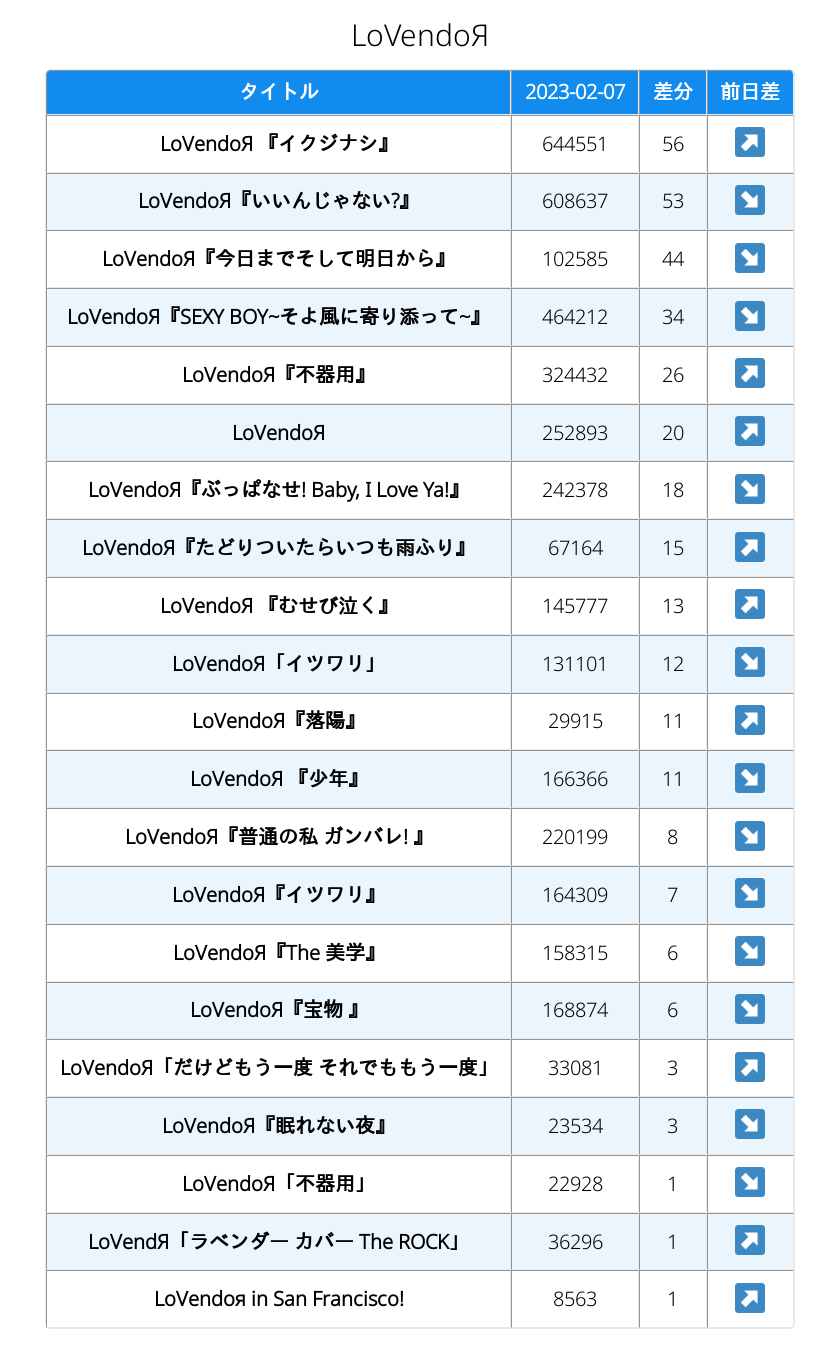 LoVendoЯ
タイトル 2023-02-07 差分 前日差
LoVendoЯ 『イクジナシ』 644551 56 ↗
LoVendoЯ『いいんじゃない?』 608637 53 ↘
LoVendoЯ『今日までそして明日から』 102585 44 ↘
LoVendoЯ『SEXY BOY~そよ風に寄り添って~』 464212 34 ↘
LoVendoЯ『不器用』 324432 26 ↗
LoVendoЯ 252893 20 ↗
LoVendoЯ『ぶっぱなせ! Baby, I Love Ya!』 242378 18 ↘
LoVendoЯ『たどりついたらいつも雨ふり』 67164 15 ↗
LoVendoЯ 『むせび泣く』 145777 13 ↗
LoVendoЯ「イツワリ」 131101 12 ↘
LoVendoЯ『落陽』 29915 11 ↗
LoVendoЯ 『少年』 166366 11 ↘
LoVendoЯ『普通の私 ガンバレ! 』 220199 8 ↘
LoVendoЯ『イツワリ』 164309 7 ↘
LoVendoЯ『The 美学』 158315 6 ↘
LoVendoЯ『宝物 』 168874 6 ↘
LoVendoЯ「だけどもう一度 それでももう一度」 33081 3 ↗
LoVendoЯ『眠れない夜』 23534 3 ↘
LoVendoЯ「不器用」 22928 1 ↘
LoVendЯ「ラベンダー カバー The ROCK」 36296 1 ↗
LoVendoя in San Francisco! 8563 1 ↗